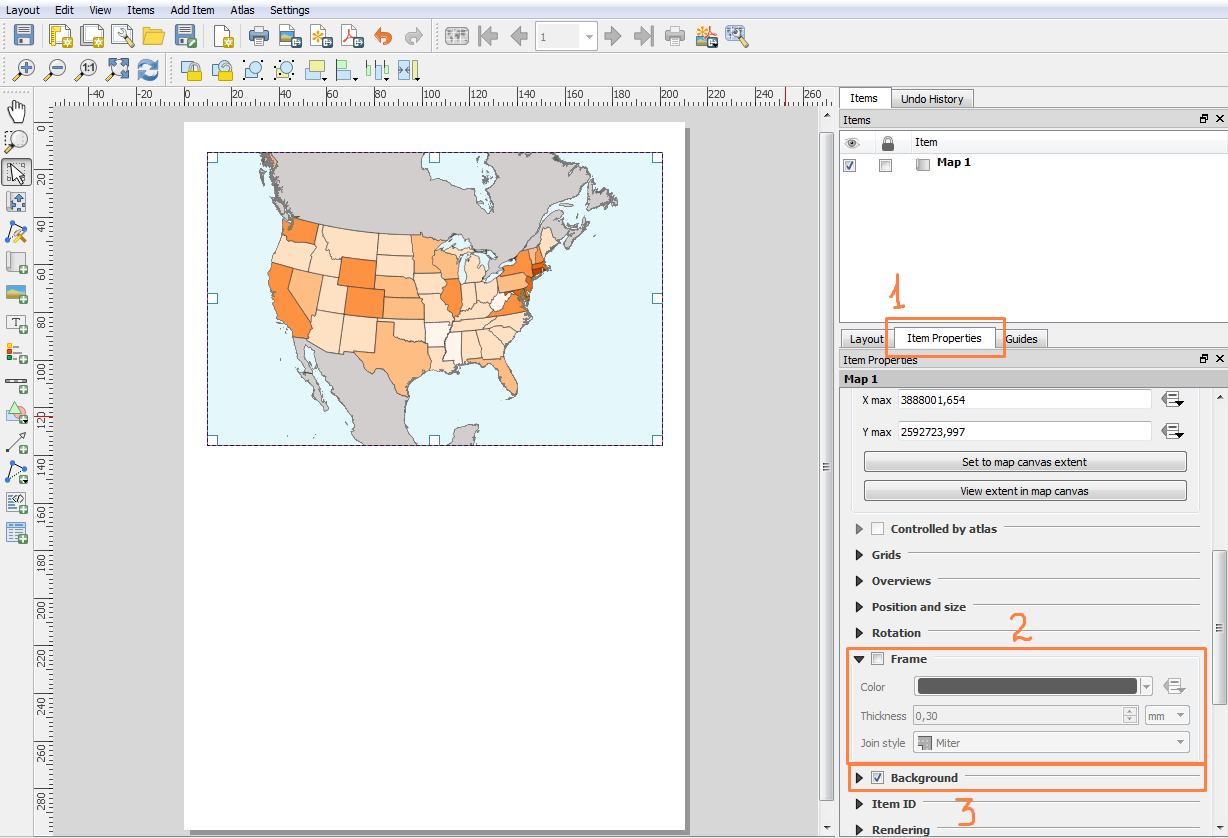 Layout Edit View Items Add Item Atlas Settings
1
1:1
-40 -20 0 20 40 60 80 100 120 140 160 180 200 220 240 260
0
20
40
60
80
100
120
140
160
180
200
220
240
260
280
T
Items Undo History
Items
Item
Map 1
1
Layout Item Properties Guides
Item Properties
Map 1
X max 3888001,654
Y max 2592723,997
Set to map canvas extent
View extent in map canvas
Controlled by atlas
Grids
Overviews
Position and size
Rotation
2
Frame
Color
Thickness 0,30 mm
Join style Miter
Background
Item ID
3
Rendering